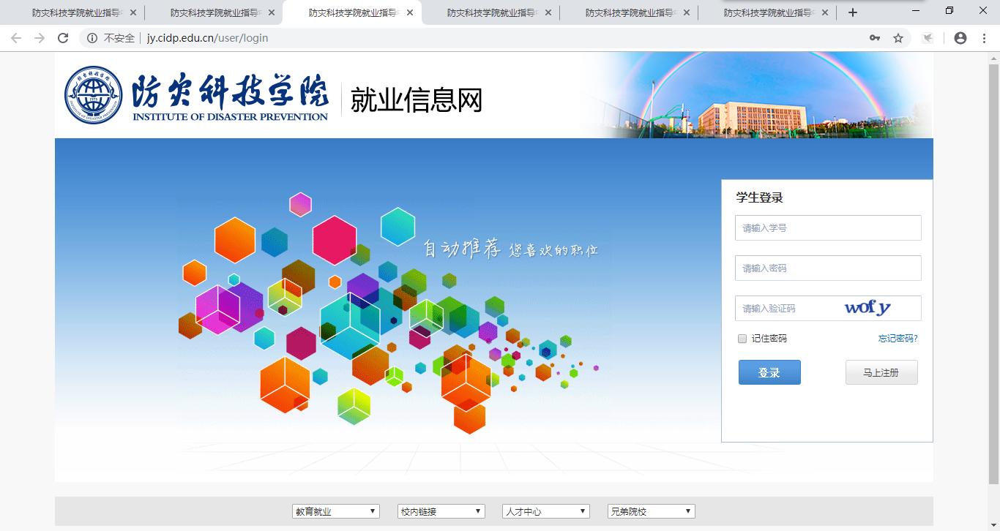 防灾科技学院就业指导中 防灾科技学院就业指导中 防灾科技学院就业指导中 防灾科技学院就业指导中 防灾科技学院就业指导中 防灾科技学院就业指导中
不安全 jy.cidp.edu.cn/user/login
防灾科技学院
INSTITUTE OF DISASTER PREVENTION
就业信息网
自动推荐 您喜欢的职位
学生登录
请输入学号
请输入密码
请输入验证码 wofy
记住密码 忘记密码?
登录 马上注册
教育就业 校内链接 人才中心 兄弟院校